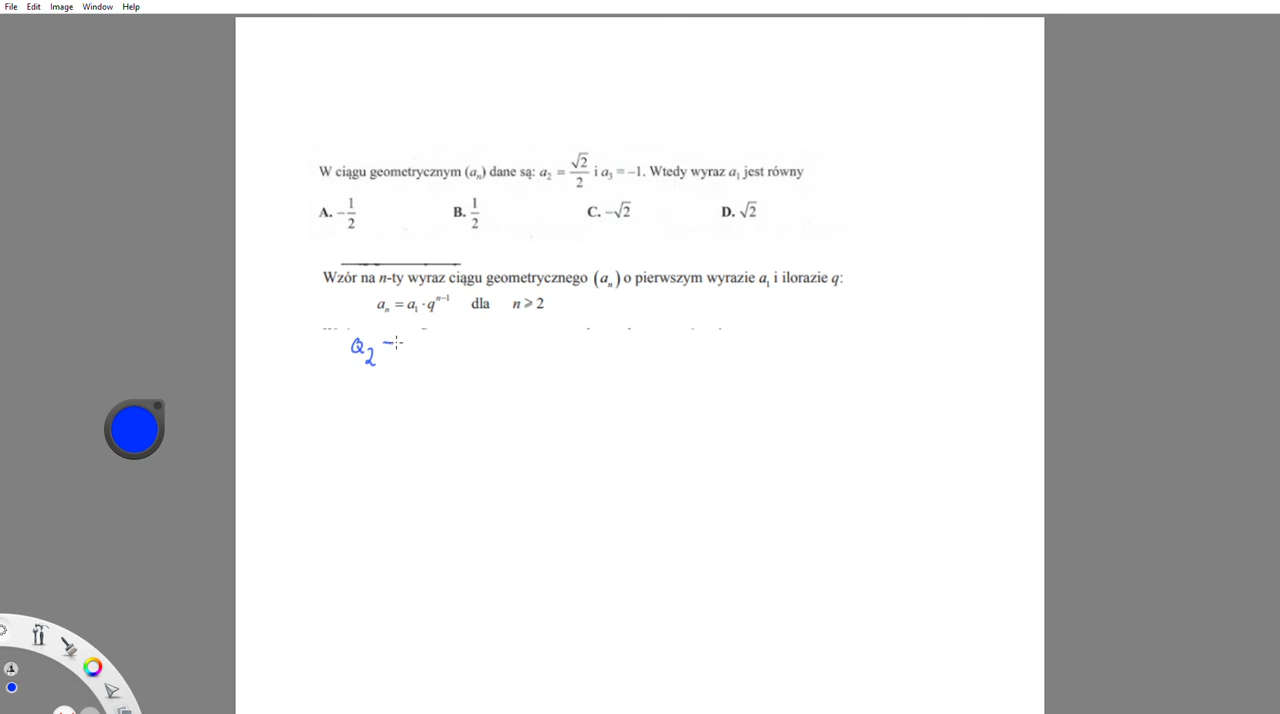 File Edit Image Window Help
W ciągu geometrycznym (aₙ) dane są: a₂ = √2/2 i a₃ = −1. Wtedy wyraz a₁ jest równy
A. −1/2 B. 1/2 C. −√2 D. √2
Wzór na n-ty wyraz ciągu geometrycznego (aₙ) o pierwszym wyrazie a₁ i ilorazie q:
aₙ = a₁ · qⁿ⁻¹ dla n ⩾ 2
a₂